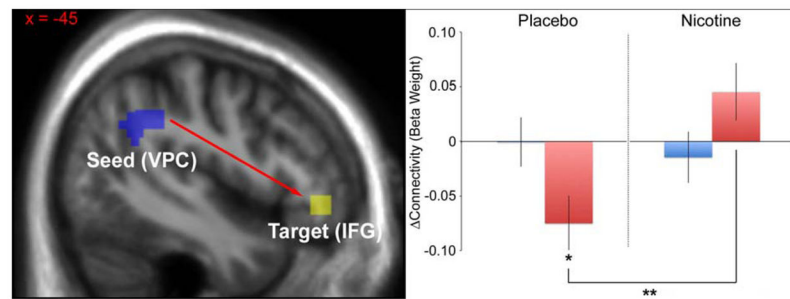 x = -45
Seed (VPC)
Target (IFG)
Placebo
Nicotine
ΔConnectivity (Beta Weight)
0.10
0.05
0
-0.05
-0.10
*
**